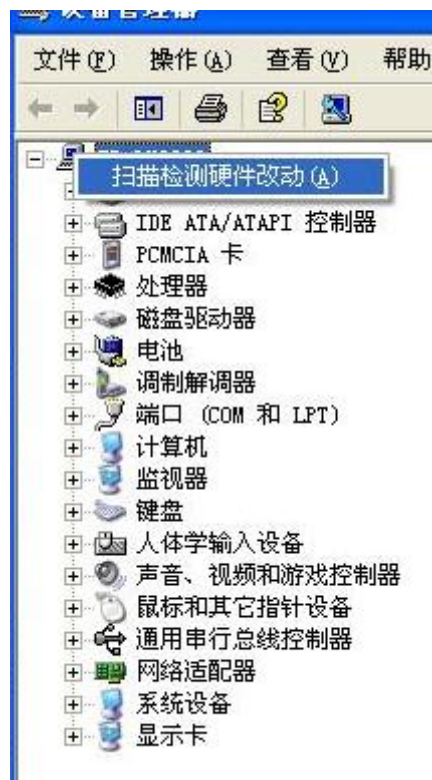 设备管理器
文件(F) 操作(A) 查看(V) 帮助
扫描检测硬件改动(A)
IDE ATA/ATAPI 控制器
PCMCIA 卡
处理器
磁盘驱动器
电池
调制解调器
端口 (COM 和 LPT)
计算机
监视器
键盘
人体学输入设备
声音、视频和游戏控制器
鼠标和其它指针设备
通用串行总线控制器
网络适配器
系统设备
显示卡